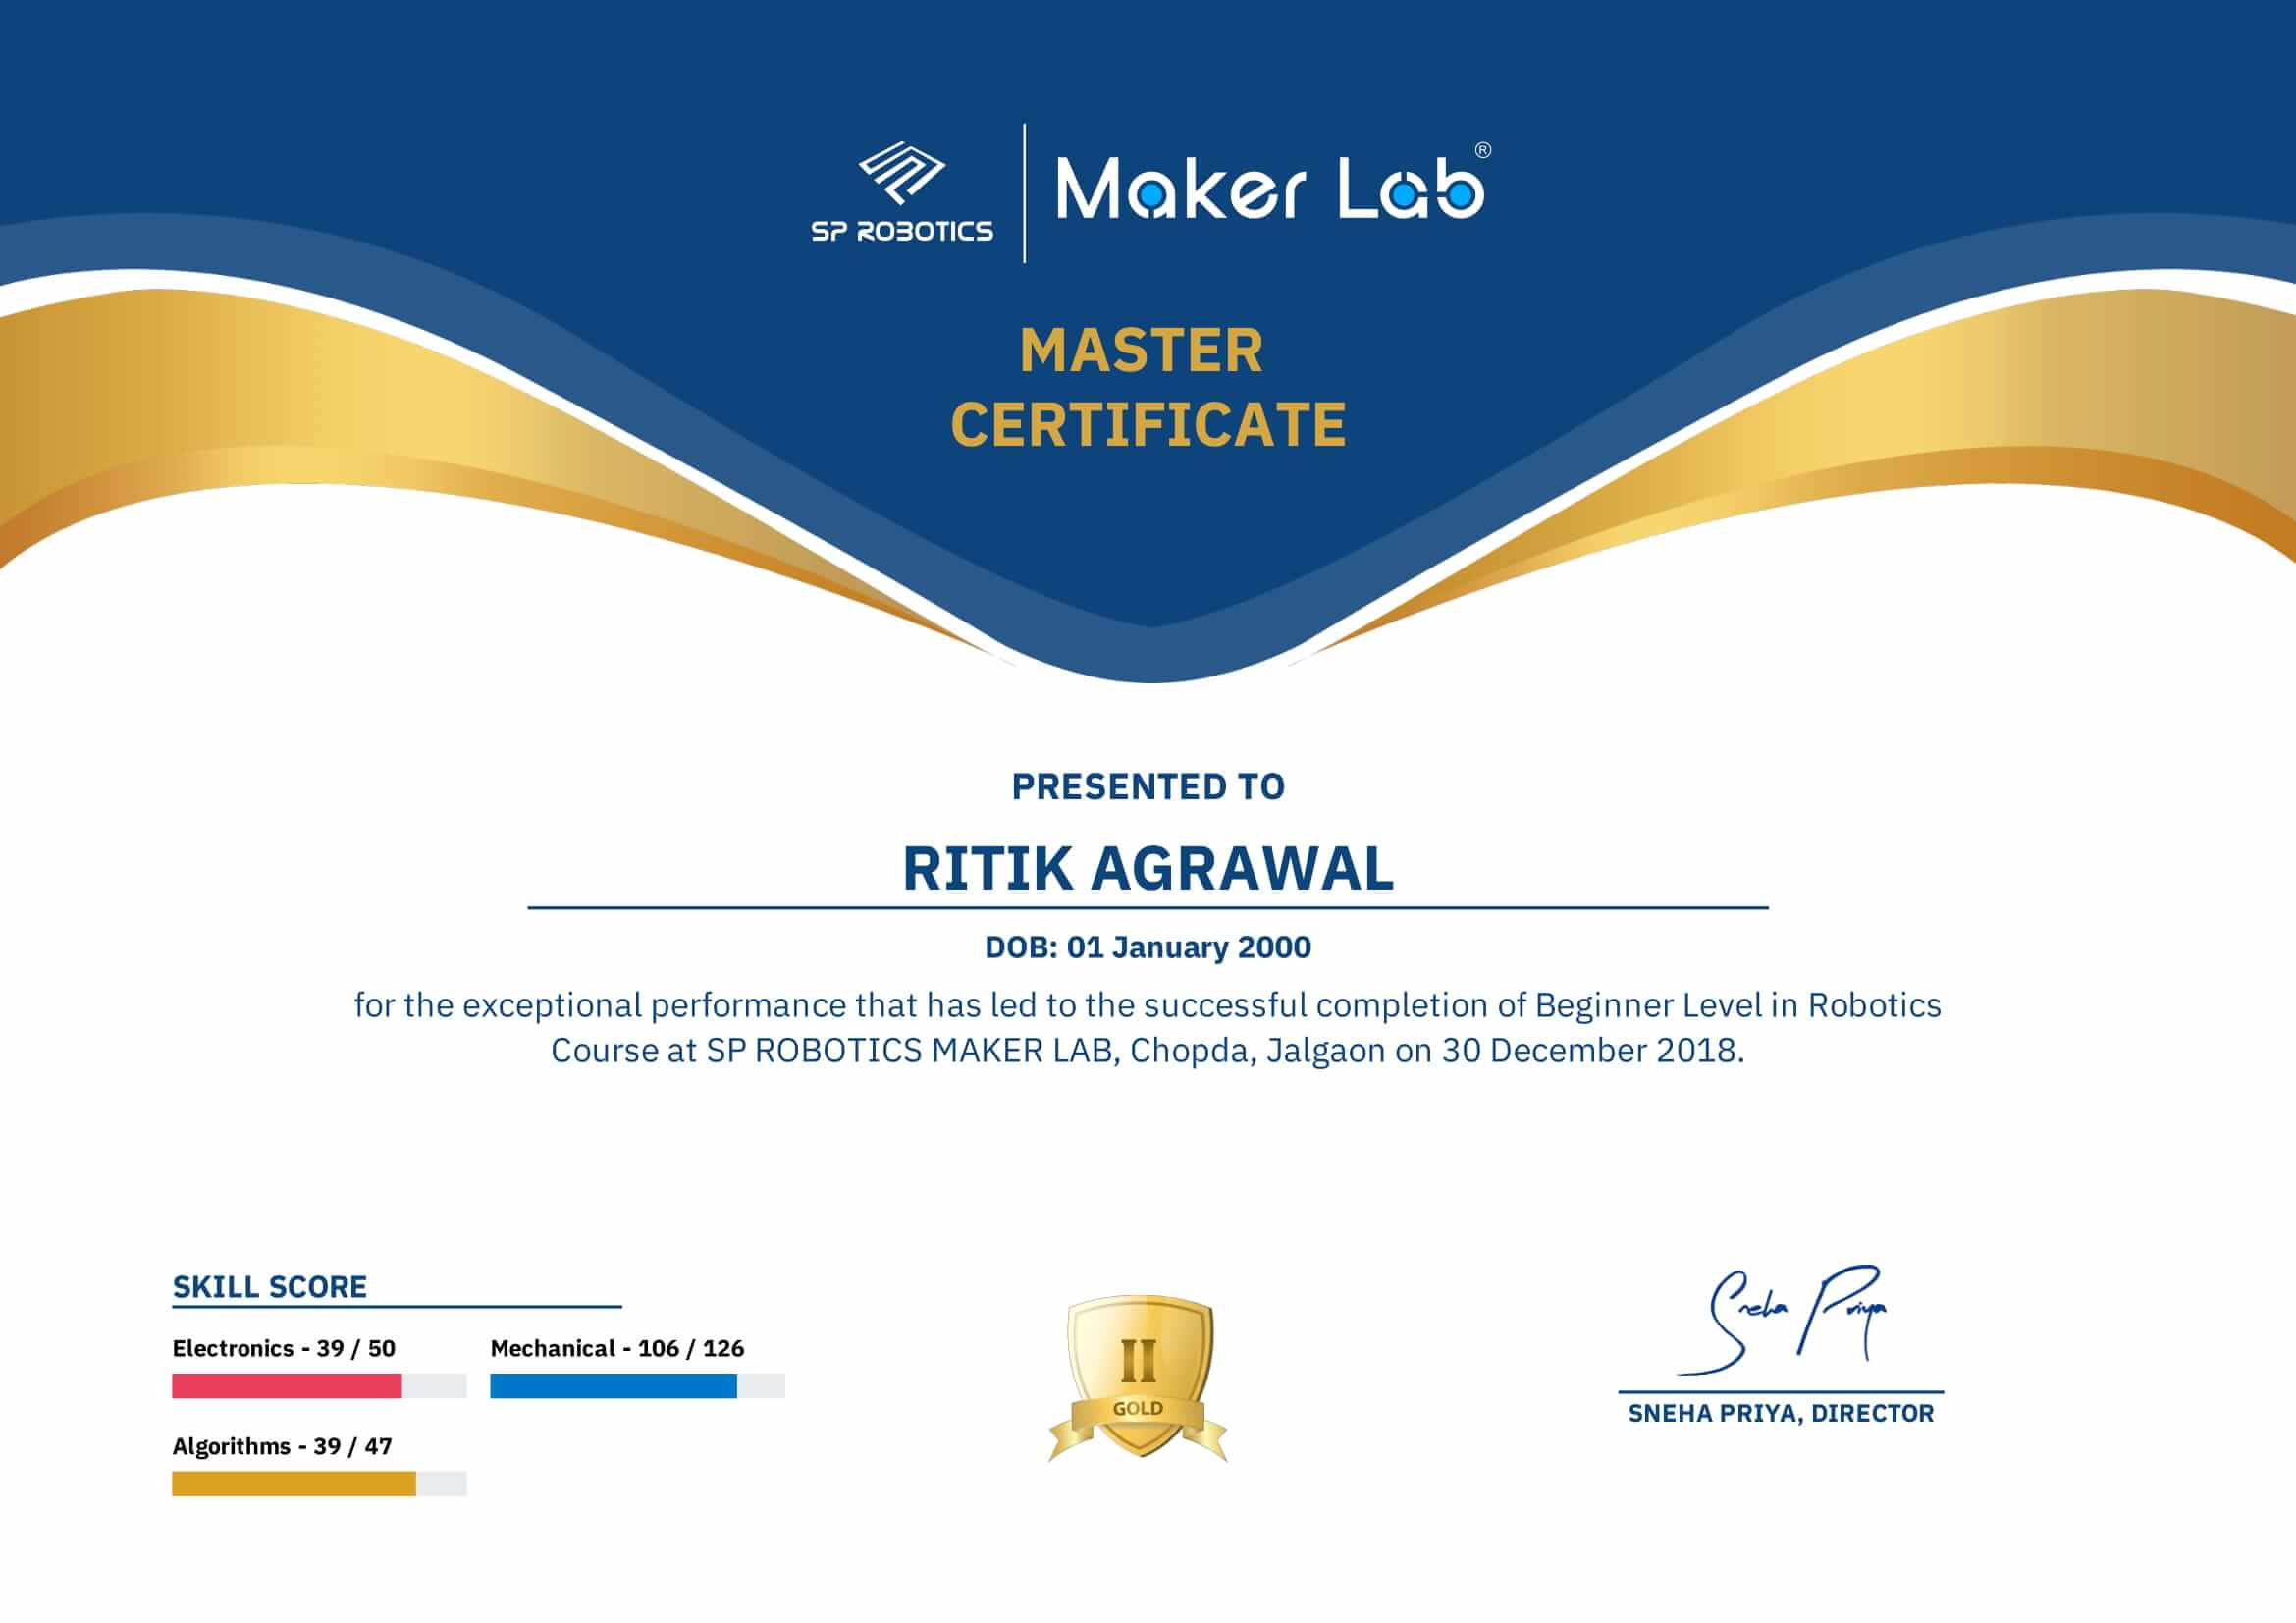 SP ROBOTICS
Maker Lab®
MASTER
CERTIFICATE
PRESENTED TO
RITIK AGRAWAL
DOB: 01 January 2000
for the exceptional performance that has led to the successful completion of Beginner Level in Robotics
Course at SP ROBOTICS MAKER LAB, Chopda, Jalgaon on 30 December 2018.
SKILL SCORE
Electronics - 39 / 50
Mechanical - 106 / 126
Algorithms - 39 / 47
II
GOLD
Sneha Priya
SNEHA PRIYA, DIRECTOR